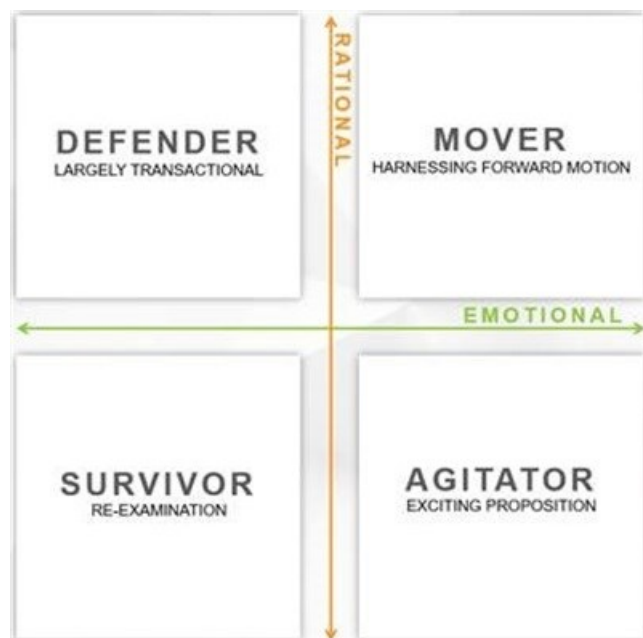 RATIONAL
DEFENDER
LARGELY TRANSACTIONAL
MOVER
HARNESSING FORWARD MOTION
EMOTIONAL
SURVIVOR
RE-EXAMINATION
AGITATOR
EXCITING PROPOSITION